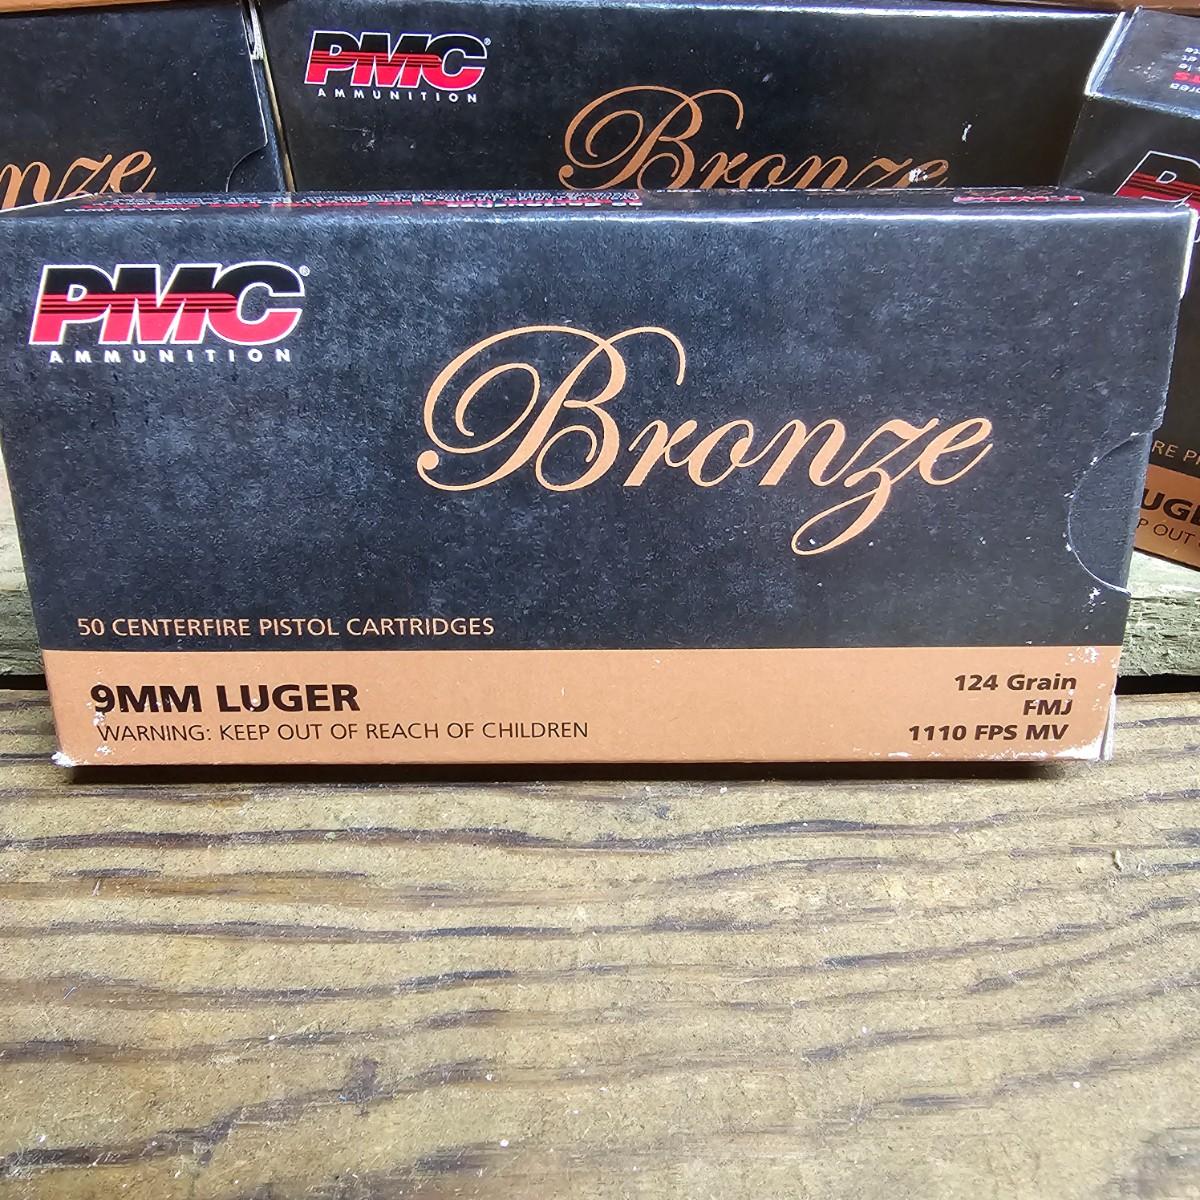 PMC®
AMMUNITION
Bronze
nze
PMC®
AMMUNITION
Bronze
50 CENTERFIRE PISTOL CARTRIDGES
9MM LUGER
WARNING: KEEP OUT OF REACH OF CHILDREN
124 Grain
FMJ
1110 FPS MV